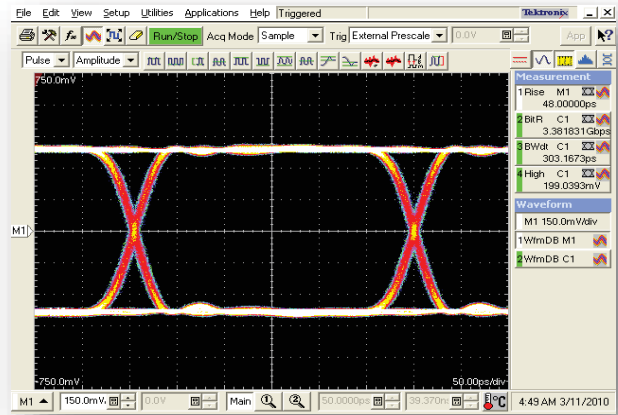 File Edit View Setup Utilities Applications Help Triggered Tektronix
Run/Stop Acq Mode Sample Trig External Prescale 0.0V App
Pulse Amplitude
750.0mV
Measurement
1 Rise M1
48.00000ps
2 BitR C1
3.381831Gbps
3 BWdt C1
303.1673ps
4 High C1
199.0393mV
Waveform
M1 150.0mV/div
1 WfmDB M1
2 WfmDB C1
M1
-750.0mV
50.00ps/div
M1 150.0mV 0.0V Main 50.0000ps 39.370ns °C 4:49 AM 3/11/2010